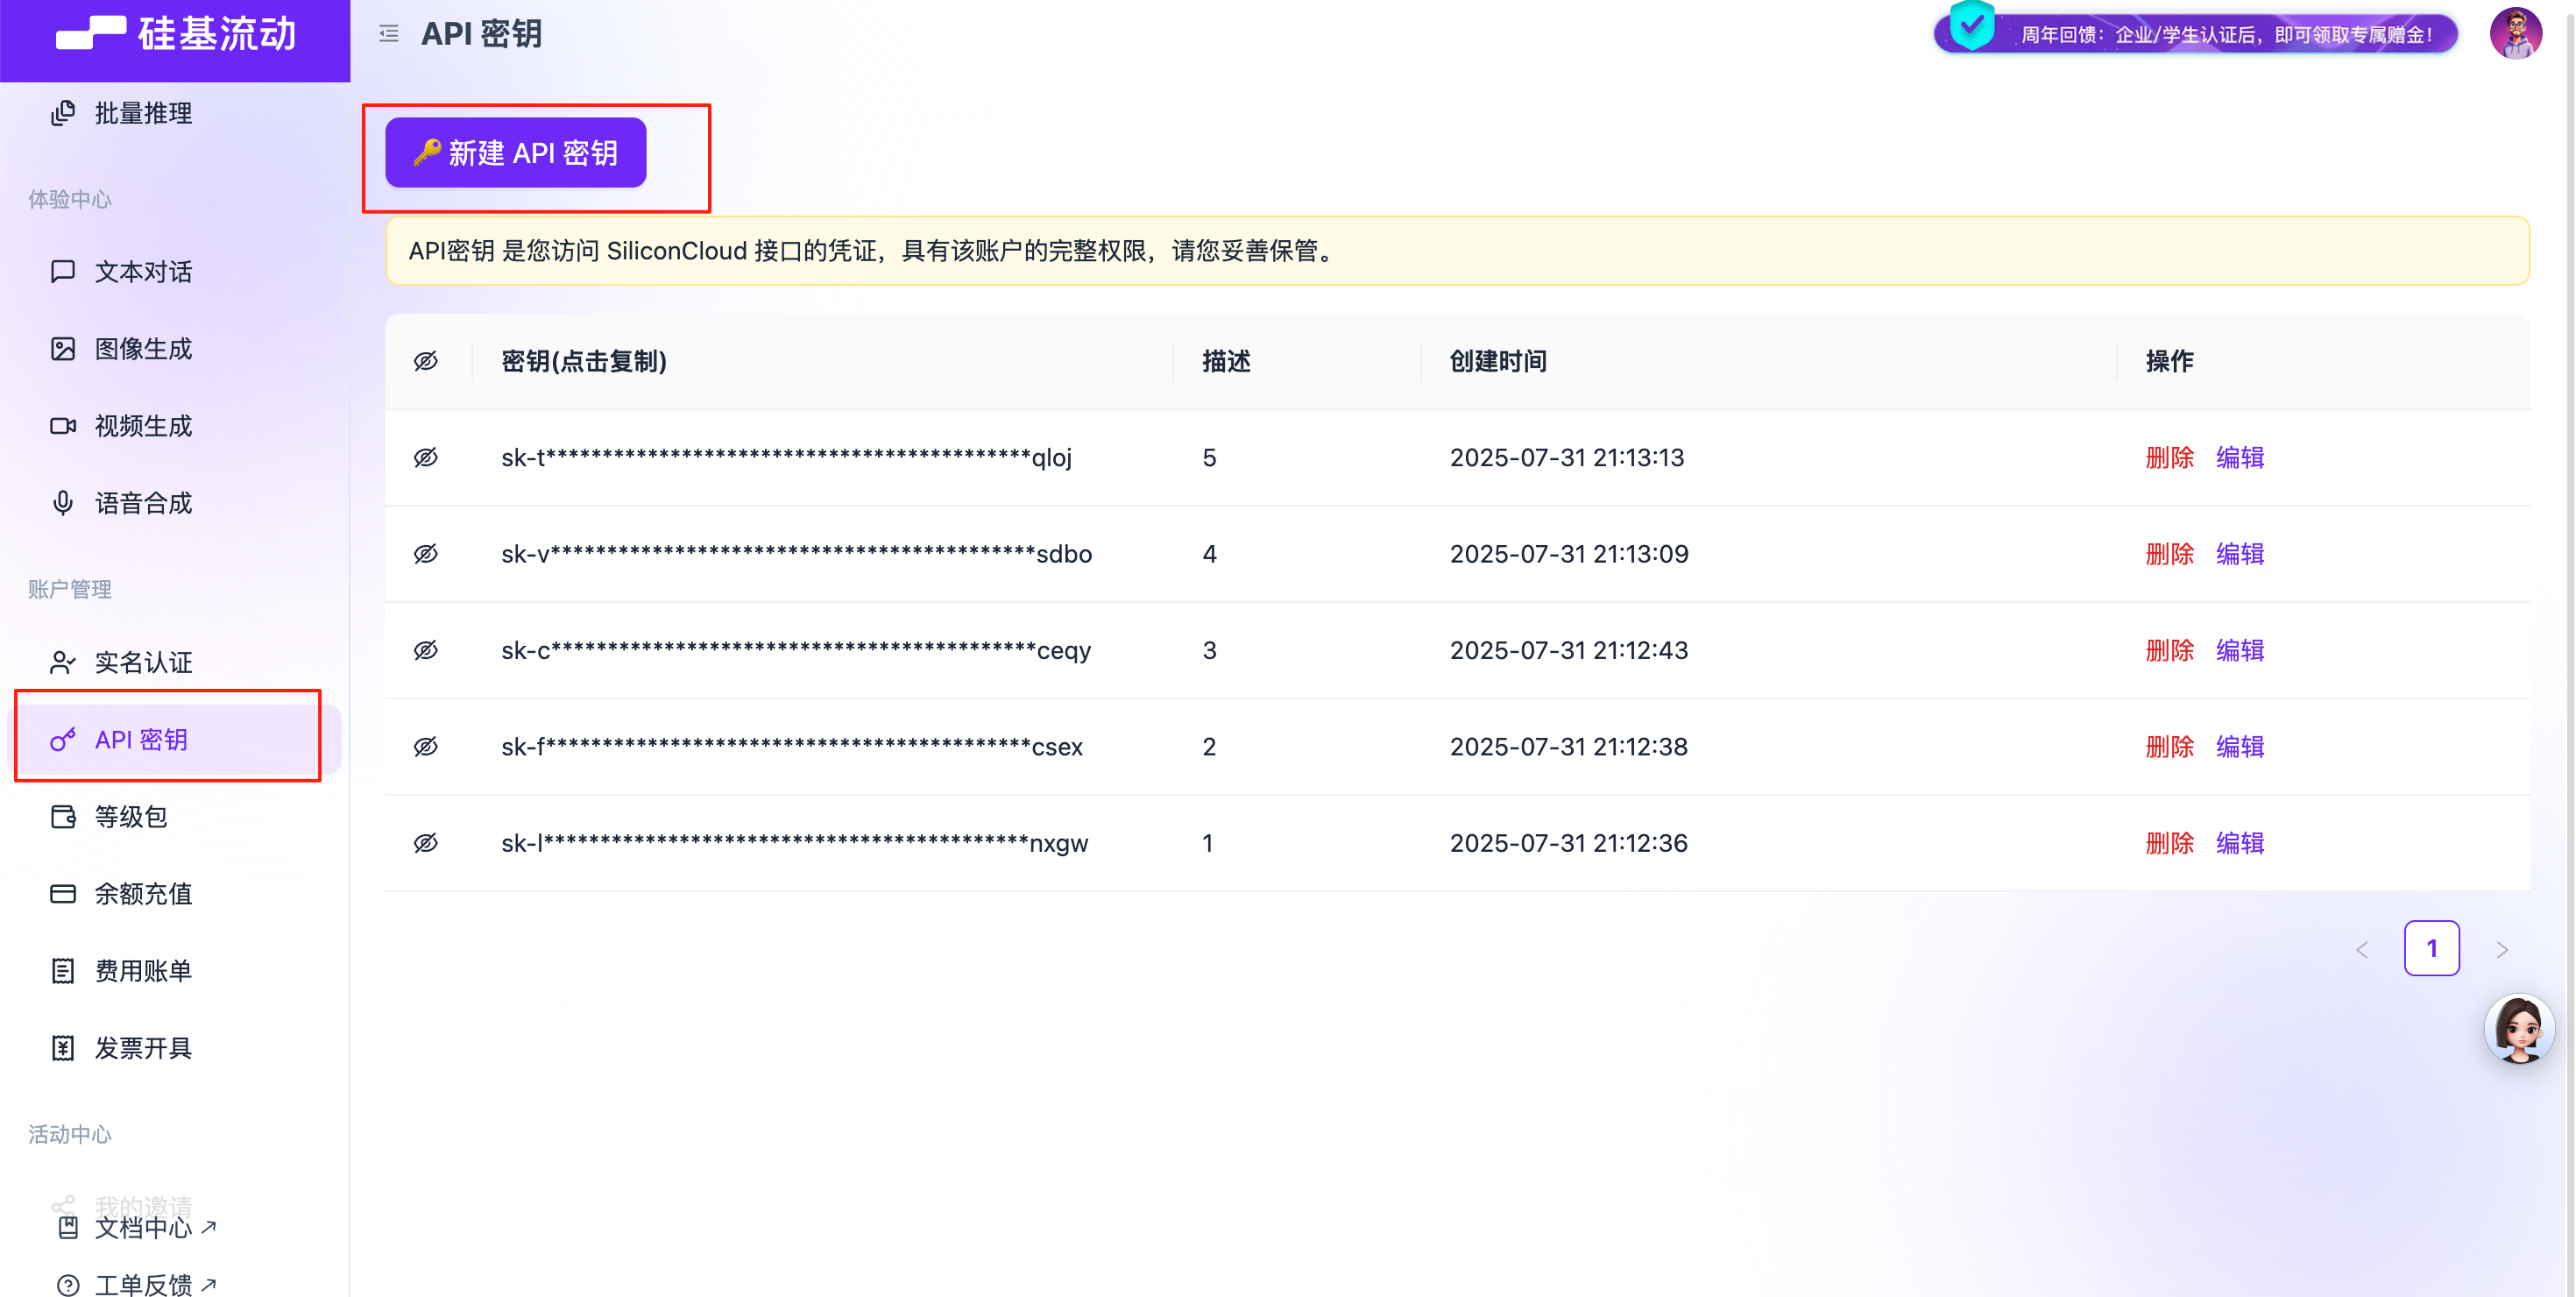 硅基流动
API 密钥
周年回馈：企业/学生认证后，即可领取专属赠金！
批量推理
体验中心
文本对话
图像生成
视频生成
语音合成
账户管理
实名认证
API 密钥
等级包
余额充值
费用账单
发票开具
活动中心
我的邀请
文档中心
工单反馈
新建 API 密钥
API密钥 是您访问 SiliconCloud 接口的凭证，具有该账户的完整权限，请您妥善保管。
密钥(点击复制) 描述 创建时间 操作
sk-t*******************************************qloj 5 2025-07-31 21:13:13 删除 编辑
sk-v*******************************************sdbo 4 2025-07-31 21:13:09 删除 编辑
sk-c*******************************************ceqy 3 2025-07-31 21:12:43 删除 编辑
sk-f*******************************************csex 2 2025-07-31 21:12:38 删除 编辑
sk-l*******************************************nxgw 1 2025-07-31 21:12:36 删除 编辑
1